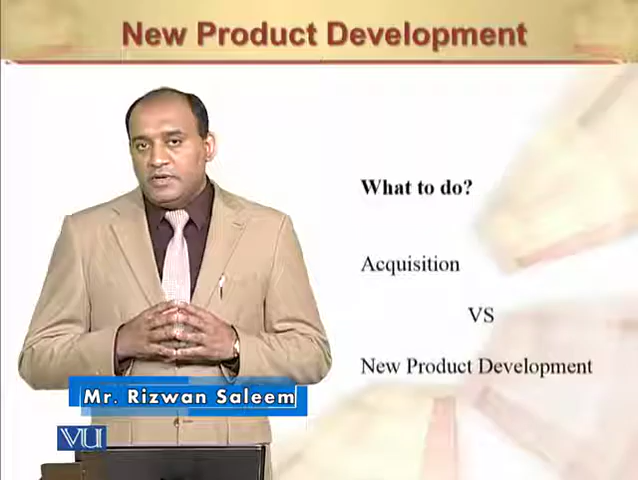 New Product Development
What to do?
Acquisition
VS
New Product Development
Mr. Rizwan Saleem
VU